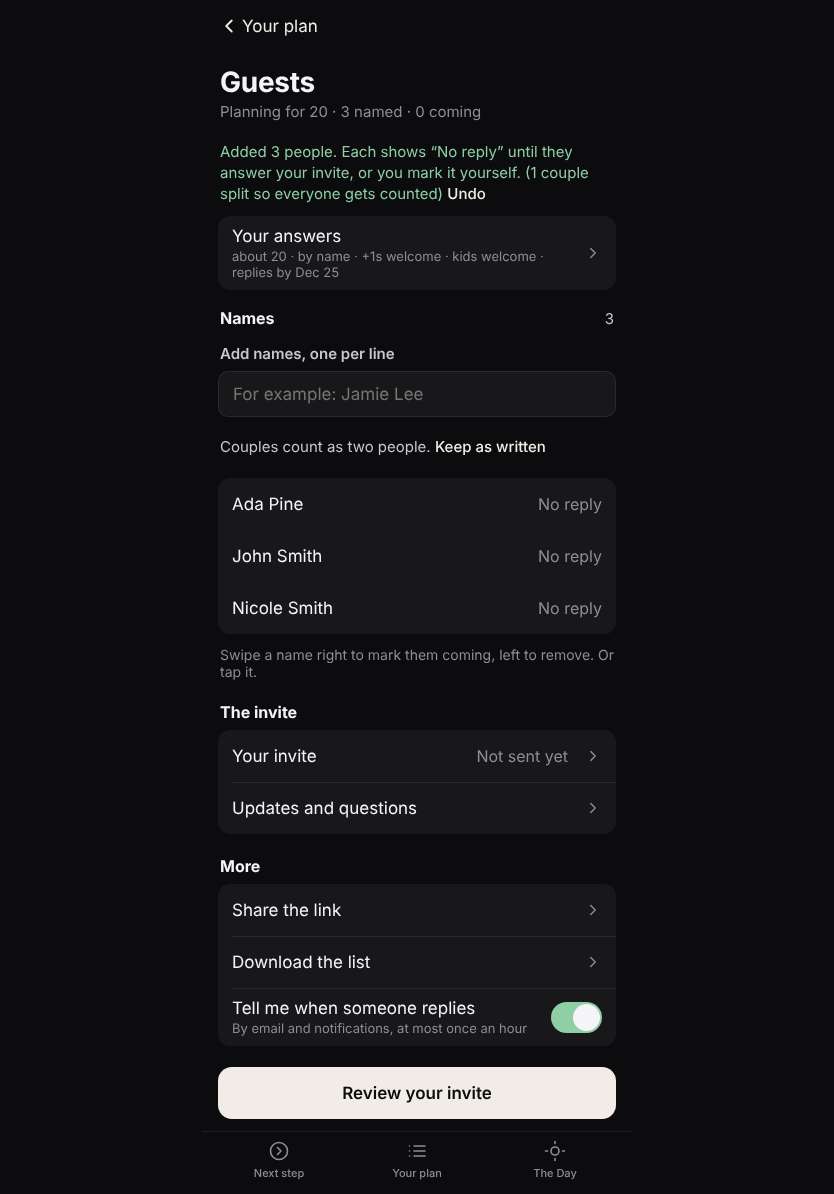 Your plan
Guests
Planning for 20 · 3 named · 0 coming
Added 3 people. Each shows “No reply” until they
answer your invite, or you mark it yourself. (1 couple
split so everyone gets counted) Undo
Your answers
about 20 · by name · +1s welcome · kids welcome ·
replies by Dec 25
Names 3
Add names, one per line
For example: Jamie Lee
Couples count as two people. Keep as written
Ada Pine No reply
John Smith No reply
Nicole Smith No reply
Swipe a name right to mark them coming, left to remove. Or
tap it.
The invite
Your invite Not sent yet
Updates and questions
More
Share the link
Download the list
Tell me when someone replies
By email and notifications, at most once an hour
Review your invite
Next step Your plan The Day